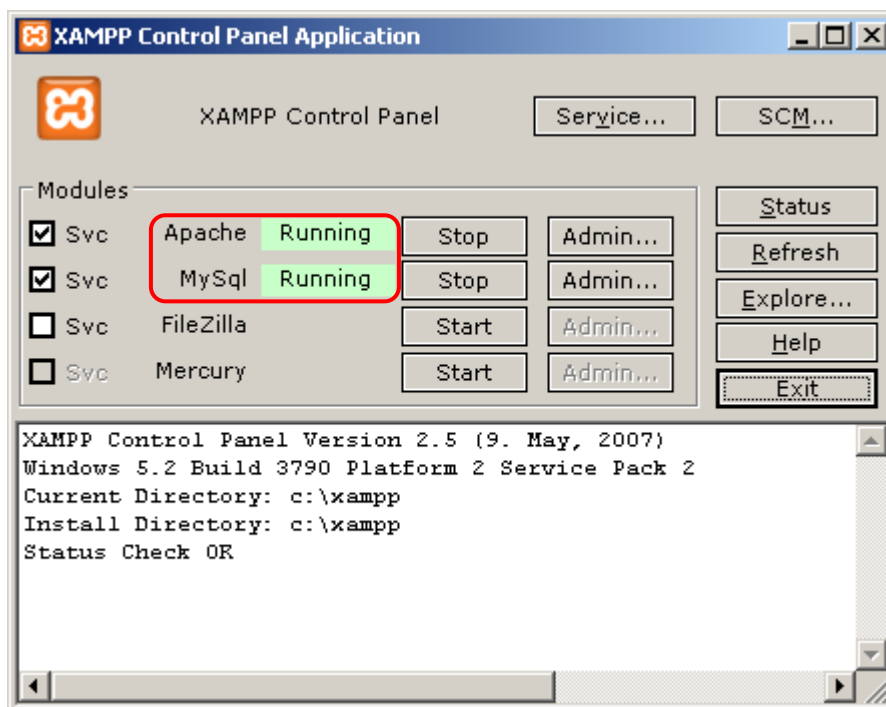 XAMPP Control Panel Application
XAMPP Control Panel Service... SCM...
Modules
Svc Apache Running Stop Admin...
Svc MySql Running Stop Admin...
Svc FileZilla Start Admin...
Svc Mercury Start Admin...
Status
Refresh
Explore...
Help
Exit
XAMPP Control Panel Version 2.5 (9. May, 2007)
Windows 5.2 Build 3790 Platform 2 Service Pack 2
Current Directory: c:\xampp
Install Directory: c:\xampp
Status Check OK